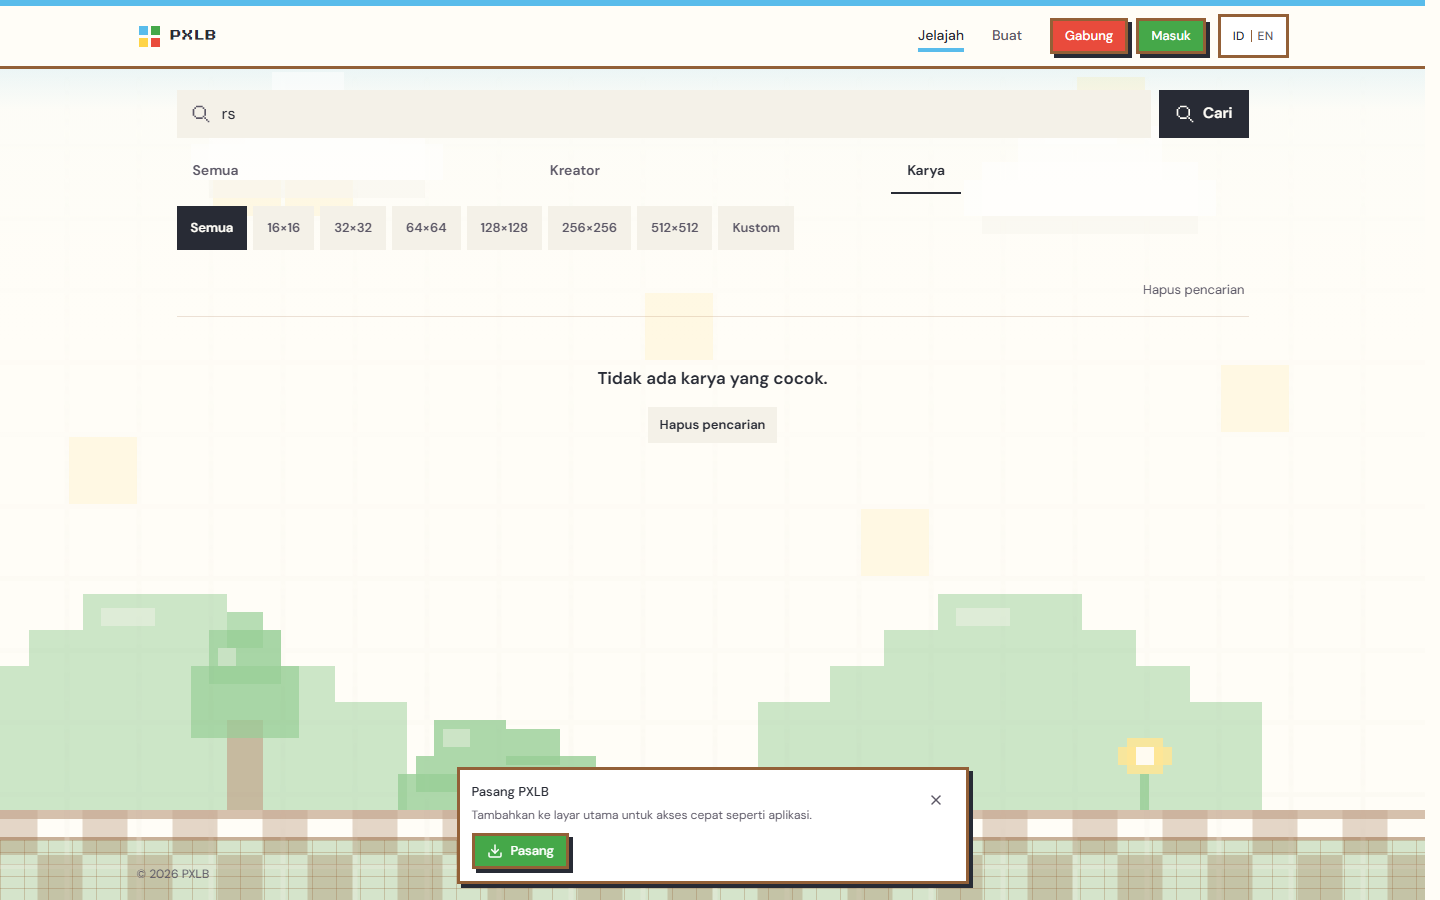 PXLB
Jelajah
Buat
Gabung
Masuk
ID | EN
rs
Cari
Semua
Kreator
Karya
Semua
16×16
32×32
64×64
128×128
256×256
512×512
Kustom
Hapus pencarian
Tidak ada karya yang cocok.
Hapus pencarian
Pasang PXLB
Tambahkan ke layar utama untuk akses cepat seperti aplikasi.
Pasang
© 2026 PXLB